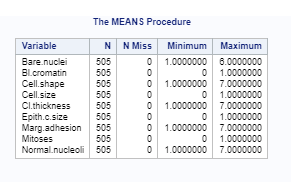 The MEANS Procedure
Variable N N Miss Minimum Maximum
Bare.nuclei 505 0 1.0000000 6.0000000
Bl.cromatin 505 0 0 1.0000000
Cell.shape 505 0 1.0000000 7.0000000
Cell.size 505 0 0 1.0000000
Cl.thickness 505 0 1.0000000 7.0000000
Epith.c.size 505 0 0 1.0000000
Marg.adhesion 505 0 1.0000000 7.0000000
Mitoses 505 0 0 1.0000000
Normal.nucleoli 505 0 1.0000000 7.0000000